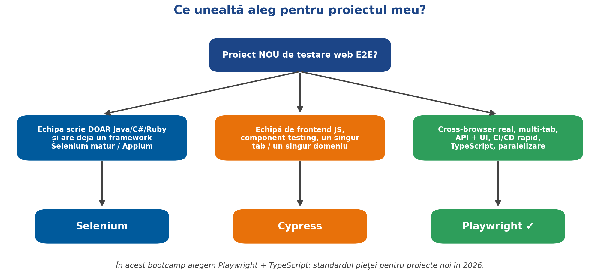 Ce unealtă aleg pentru proiectul meu?
Proiect NOU de testare web E2E?
Echipa scrie DOAR Java/C#/Ruby
și are deja un framework
Selenium matur / Appium
Echipă de frontend JS,
component testing, un singur
tab / un singur domeniu
Cross-browser real, multi-tab,
API + UI, CI/CD rapid,
TypeScript, paralelizare
Selenium
Cypress
Playwright ✓
În acest bootcamp alegem Playwright + TypeScript: standardul pieței pentru proiecte noi în 2026.